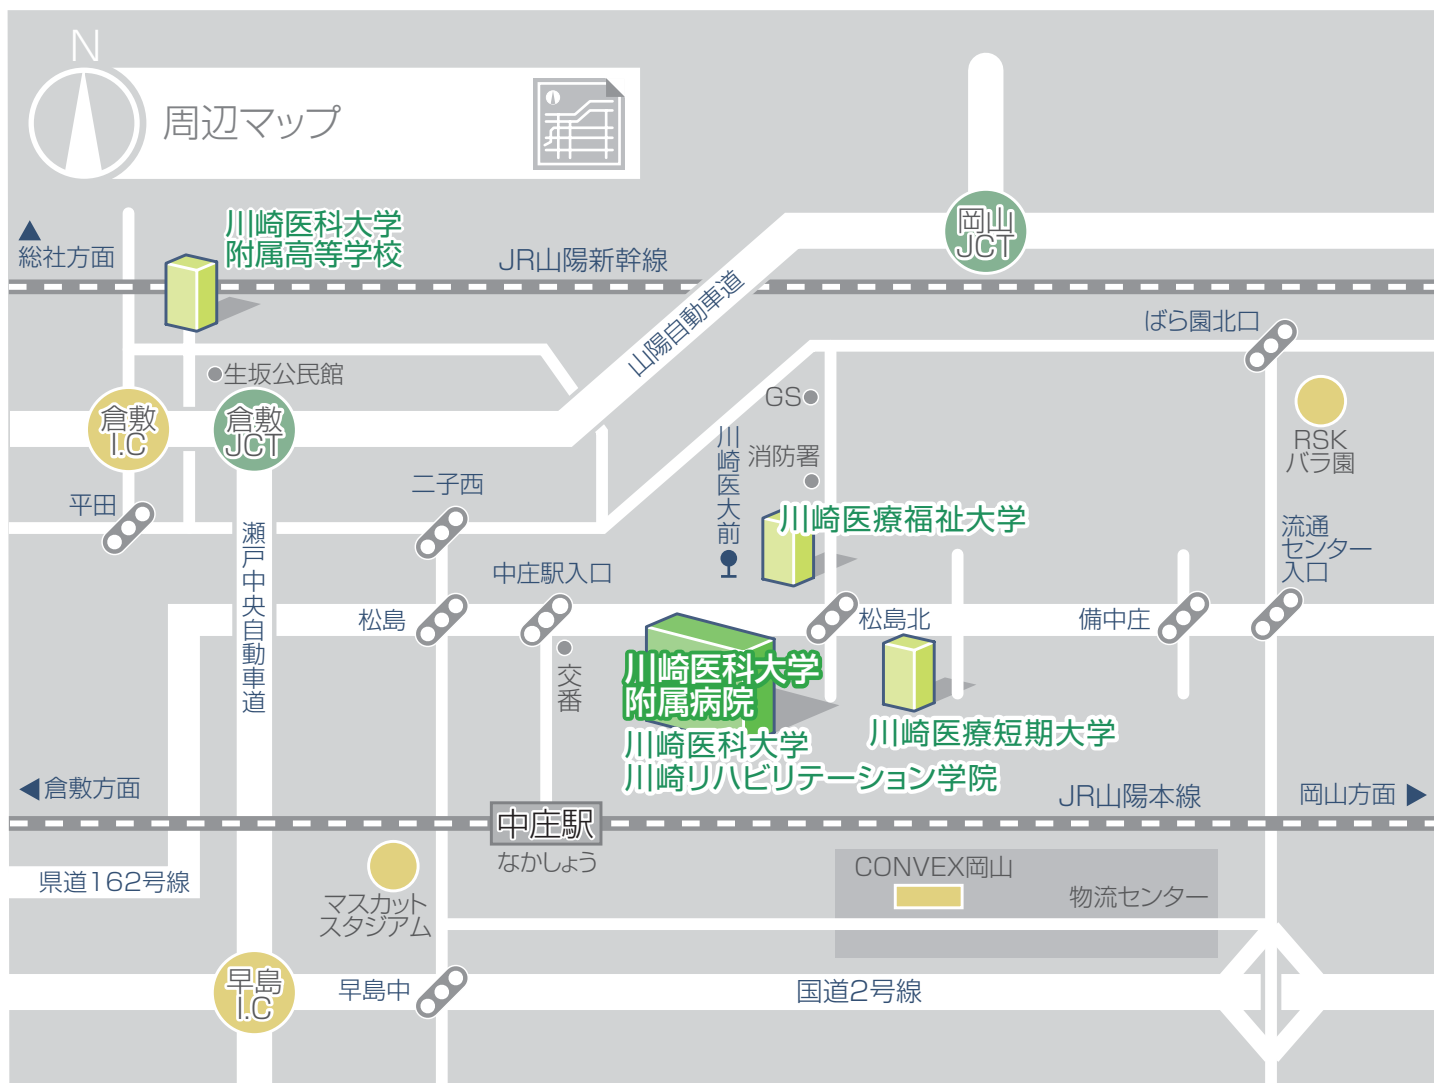 N
周辺マップ
川崎医科大学
附属高等学校
総社方面
JR山陽新幹線
岡山
JCT
山陽自動車道
ばら園北口
生坂公民館
倉敷
I.C
倉敷
JCT
GS
川崎医大前
消防署
RSK
バラ園
平田
二子西
川崎医療福祉大学
瀬戸中央自動車道
流通
センター
入口
中庄駅入口
松島
松島北
備中庄
交番
川崎医科大学
附属病院
川崎医科大学
川崎リハビリテーション学院
川崎医療短期大学
倉敷方面
JR山陽本線
岡山方面
中庄駅
なかしょう
県道162号線
マスカット
スタジアム
CONVEX岡山
物流センター
早島
I.C
早島中
国道2号線